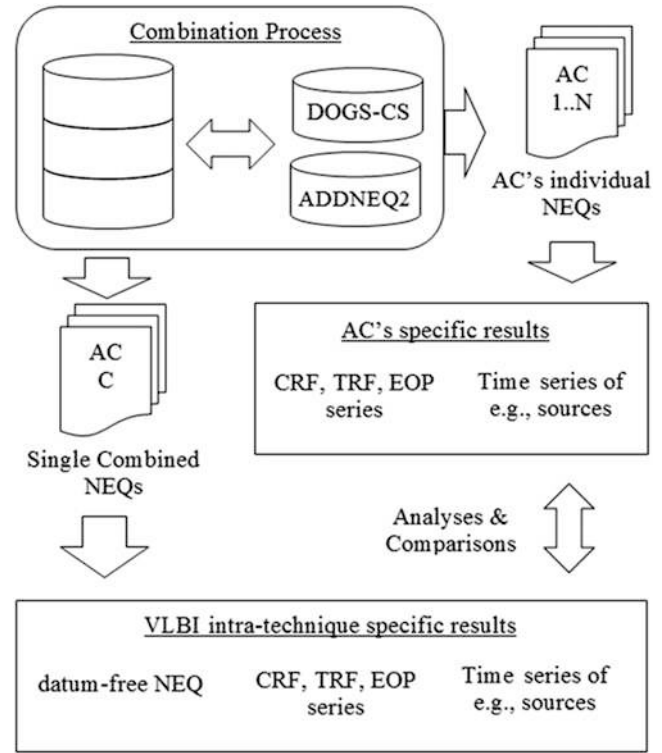 Combination Process
DOGS-CS
ADDNEQ2
AC
1..N
AC's individual
NEQs
AC
C
Single Combined
NEQs
AC's specific results
CRF, TRF, EOP
series
Time series of
e.g., sources
Analyses &
Comparisons
VLBI intra-technique specific results
datum-free NEQ
CRF, TRF, EOP
series
Time series of
e.g., sources